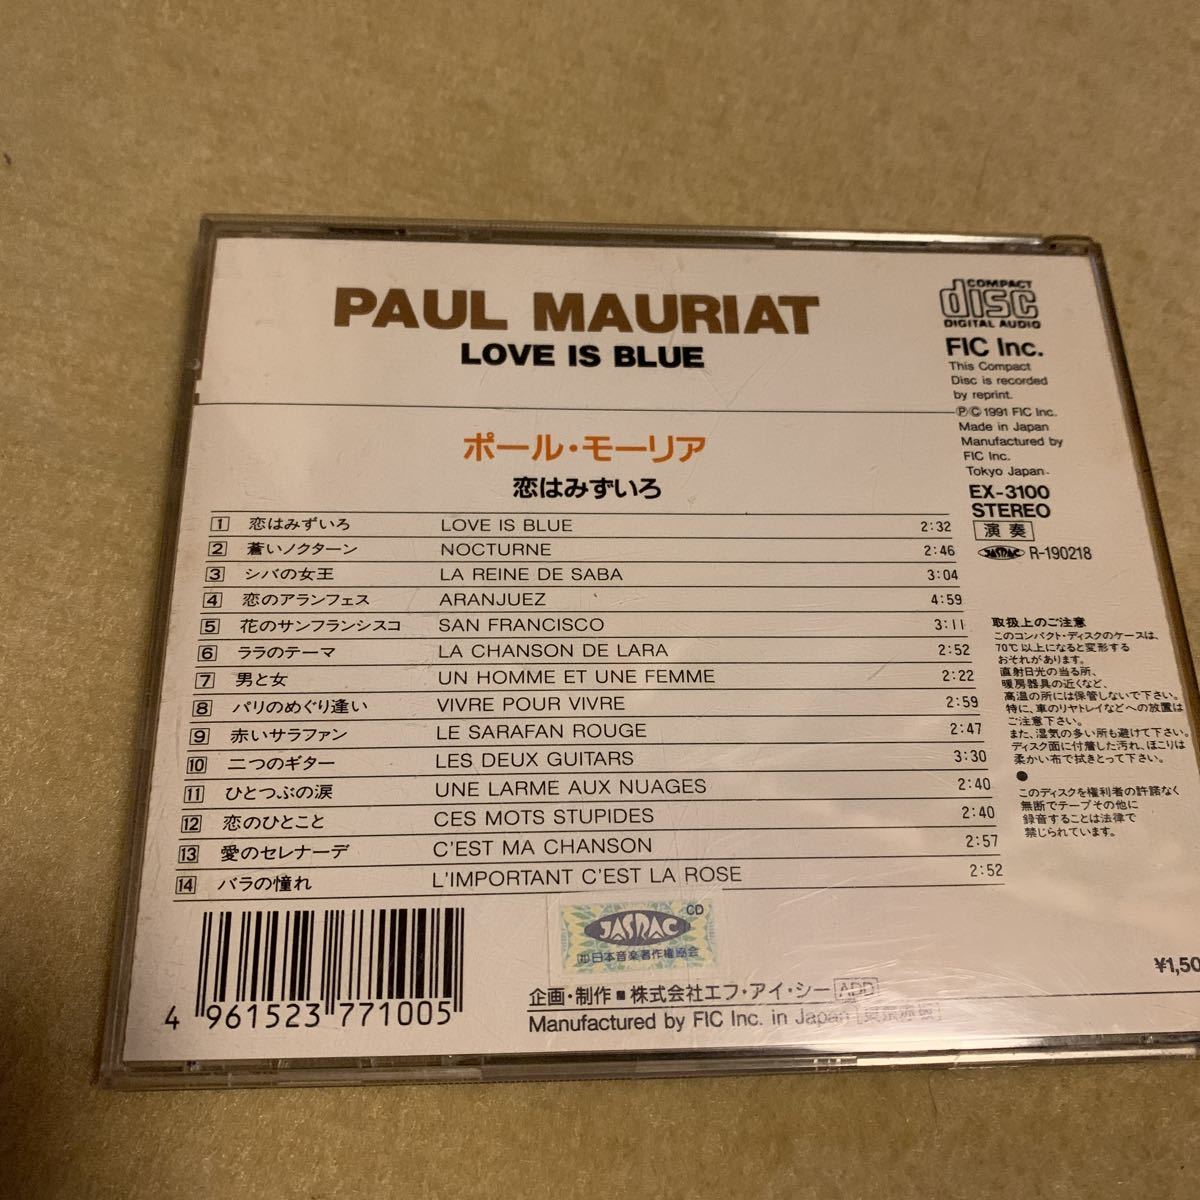 PAUL MAURIAT
LOVE IS BLUE
ポール・モーリア
恋はみずいろ
1 恋はみずいろ LOVE IS BLUE 2:32
2 蒼いノクターン NOCTURNE 2:46
3 シバの女王 LA REINE DE SABA 3:04
4 恋のアランフェス ARANJUEZ 4:59
5 花のサンフランシスコ SAN FRANCISCO 3:11
6 ララのテーマ LA CHANSON DE LARA 2:52
7 男と女 UN HOMME ET UNE FEMME 2:22
8 パリのめぐり逢い VIVRE POUR VIVRE 2:59
9 赤いサラファン LE SARAFAN ROUGE 2:47
10 二つのギター LES DEUX GUITARS 3:30
11 ひとつぶの涙 UNE LARME AUX NUAGES 2:40
12 恋のひとこと CES MOTS STUPIDES 2:40
13 愛のセレナーデ C'EST MA CHANSON 2:57
14 バラの憧れ L'IMPORTANT C'EST LA ROSE 2:52
COMPACT
disc
DIGITAL AUDIO
FIC Inc.
This Compact
Disc is recorded
by reprint.
Ⓟ©1991 FIC Inc.
Made in Japan
Manufactured by
FIC Inc.
Tokyo Japan.
EX-3100
STEREO
演奏
JASRAC R-190218
取扱上のご注意
このコンパクト・ディスクのケースは、
70℃以上になると変形する
おそれがあります。
直射日光の当る所、
暖房器具の近くなど、
高温の所には保管しないで下さい。
特に、車のリヤトレイなどへの放置は
ご注意下さい。
また、湿気の多い所も避けて下さい。
ディスク面に付着した汚れ、ほこりは
柔かい布で拭きとって下さい。
●
このディスクを権利者の許諾なく
無断でテープその他に
録音することは法律で
禁じられています。
¥1,50
CD
JASRAC
㈳日本音楽著作権協会
4 961523 771005
企画・制作■株式会社エフ・アイ・シー ADD
Manufactured by FIC Inc. in Japan